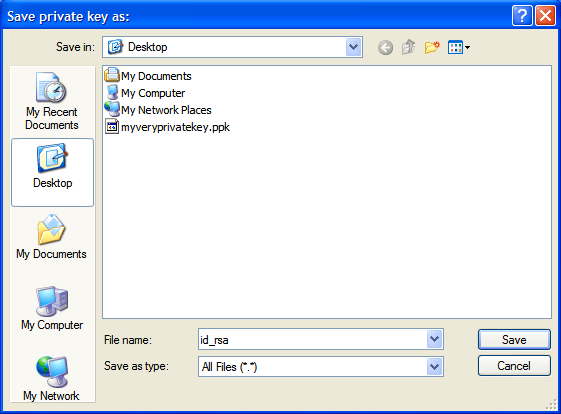 Save private key as:
Save in:
Desktop
My Recent
Documents
Desktop
My Documents
My Computer
My Network
My Documents
My Computer
My Network Places
myveryprivatekey.ppk
File name:
id_rsa
Save
Save as type:
All Files (*.*)
Cancel